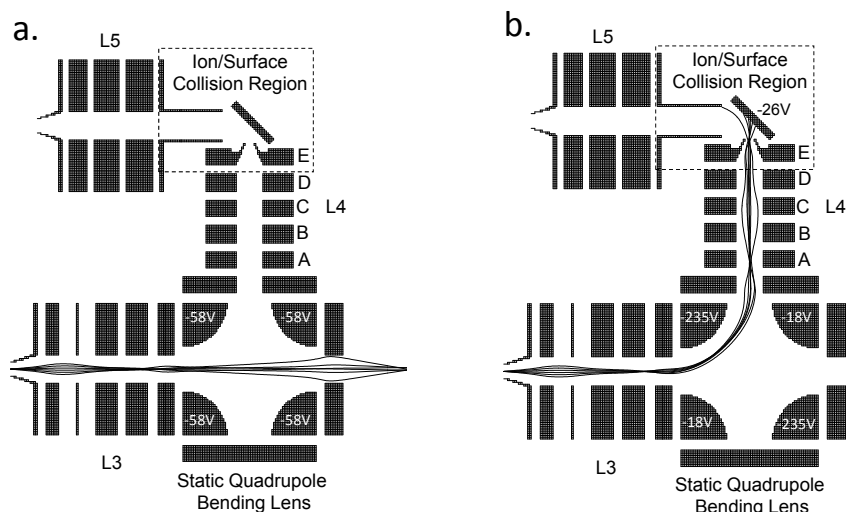 a.
L5
Ion/Surface
Collision Region
E
D
C
L4
B
A
-58V
-58V
-58V
-58V
L3
Static Quadrupole
Bending Lens
b.
L5
Ion/Surface
Collision Region
-26V
E
D
C
L4
B
A
-235V
-18V
-18V
-235V
L3
Static Quadrupole
Bending Lens